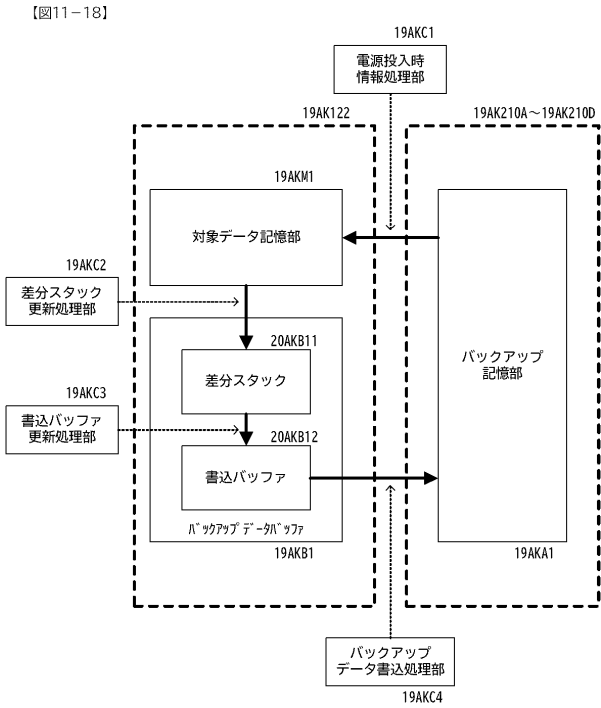 【図11－18】
19AKC1
電源投入時
情報処理部
19AK122
19AK210A～19AK210D
19AKM1
対象データ記憶部
19AKC2
差分スタック
更新処理部
20AKB11
差分スタック
バックアップ
記憶部
19AKC3
書込バッファ
更新処理部
20AKB12
書込バッファ
ﾊﾞｯｸｱｯﾌﾟﾃﾞｰﾀﾊﾞｯﾌｧ
19AKB1
19AKA1
バックアップ
データ書込処理部
19AKC4